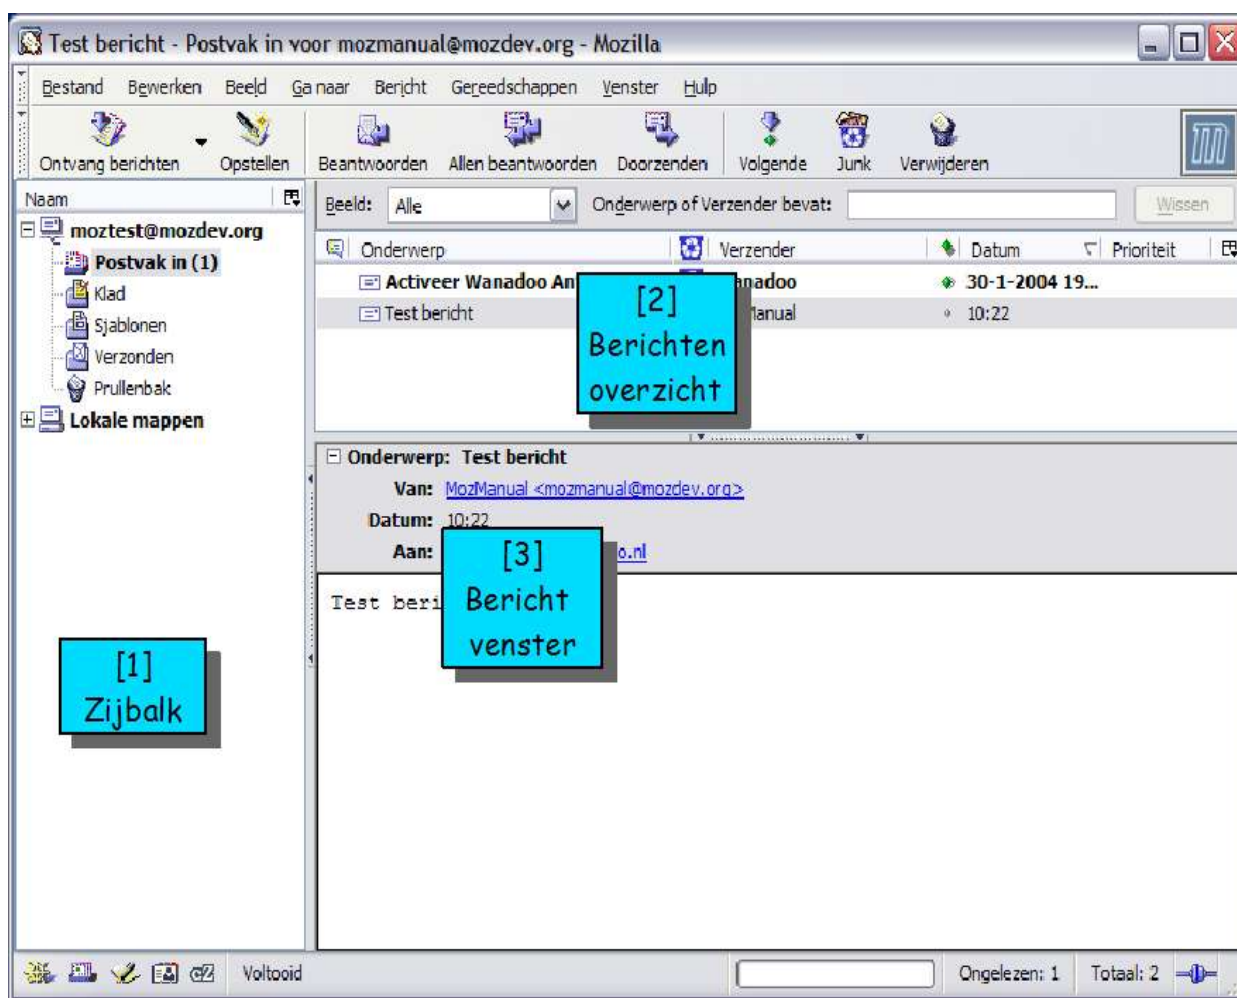 Test bericht - Postvak in voor mozmanual@mozdev.org - Mozilla
Bestand Bewerken Beeld Ga naar Bericht Gereedschappen Venster Hulp
Ontvang berichten Opstellen Beantwoorden Allen beantwoorden Doorzenden Volgende Junk Verwijderen
Naam
moztest@mozdev.org
Postvak in (1)
Klad
Sjablonen
Verzonden
Prullenbak
Lokale mappen
[1]
Zijbalk
Beeld: Alle Onderwerp of Verzender bevat: Wissen
Onderwerp Verzender Datum Prioriteit
Activeer Wanadoo An anadoo 30-1-2004 19...
Test bericht Manual 10:22
[2]
Berichten
overzicht
Onderwerp: Test bericht
Van: MozManual <mozmanual@mozdev.org>
Datum: 10:22
Aan: o.nl
Test beri
[3]
Bericht
venster
Voltooid Ongelezen: 1 Totaal: 2